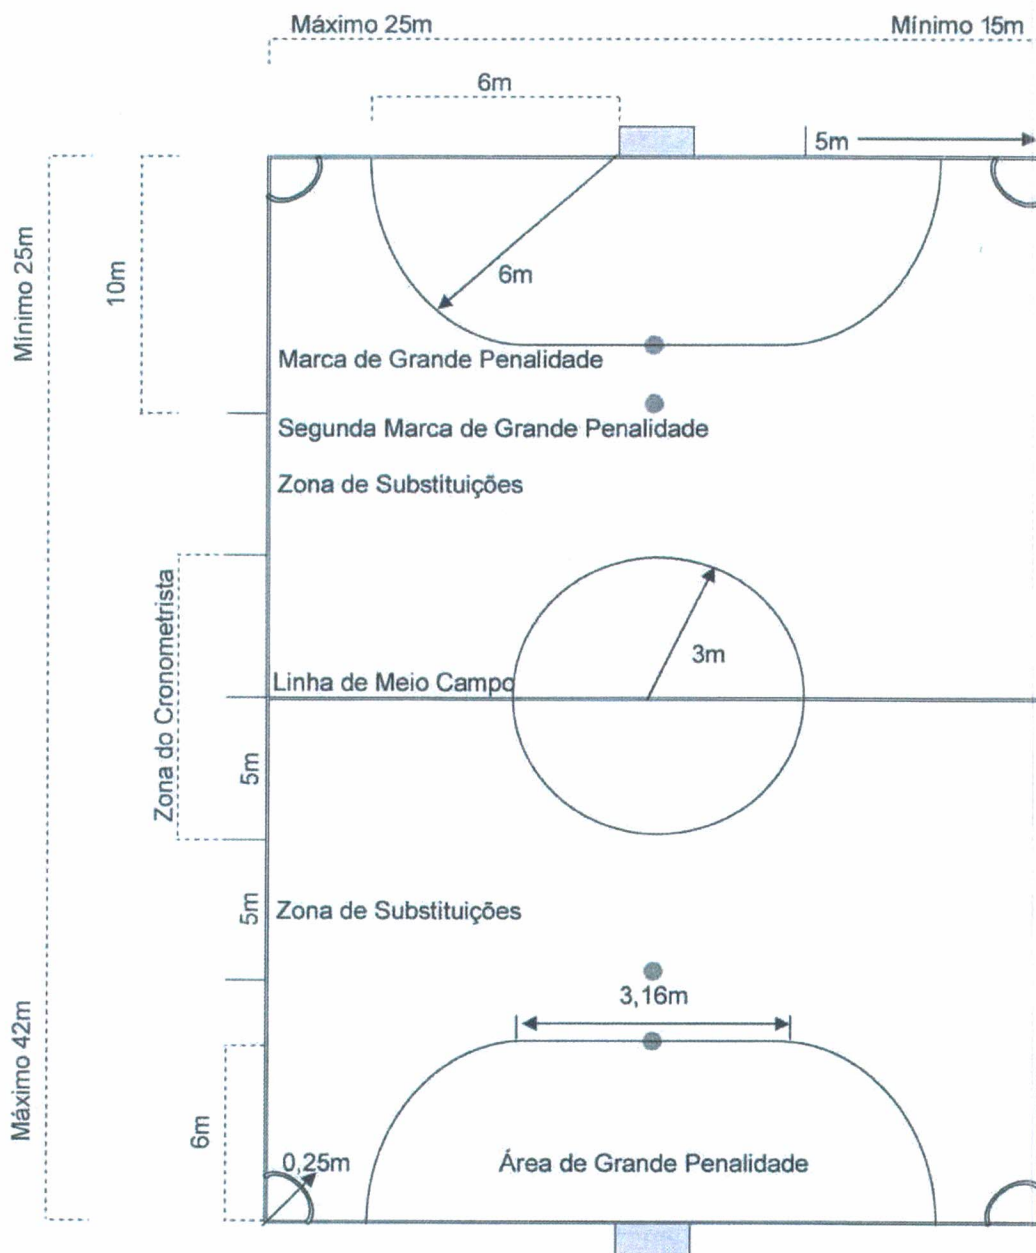 Máximo 25m
Mínimo 15m
6m
5m
Mínimo 25m
10m
6m
Marca de Grande Penalidade
Segunda Marca de Grande Penalidade
Zona de Substituições
Zona do Cronometrista
3m
Linha de Meio Campo
5m
5m
Zona de Substituições
3,16m
Máximo 42m
6m
0,25m
Área de Grande Penalidade